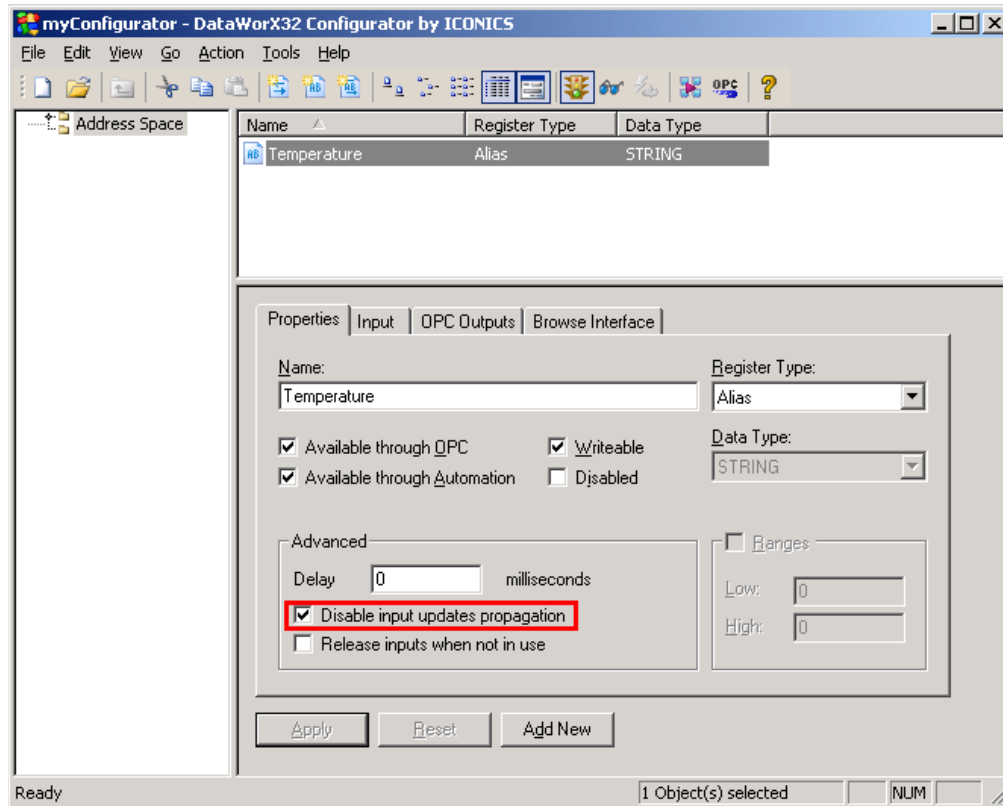 myConfigurator - DataWorX32 Configurator by ICONICS
File Edit View Go Action Tools Help
OPC
Address Space
Name Register Type Data Type
Temperature Alias STRING
Properties Input OPC Outputs Browse Interface
Name: Register Type:
Temperature Alias
Available through OPC Writeable Data Type:
Available through Automation Disabled STRING
Advanced Ranges
Delay 0 milliseconds Low: 0
Disable input updates propagation
High: 0
Release inputs when not in use
Apply Reset Add New
Ready 1 Object(s) selected NUM